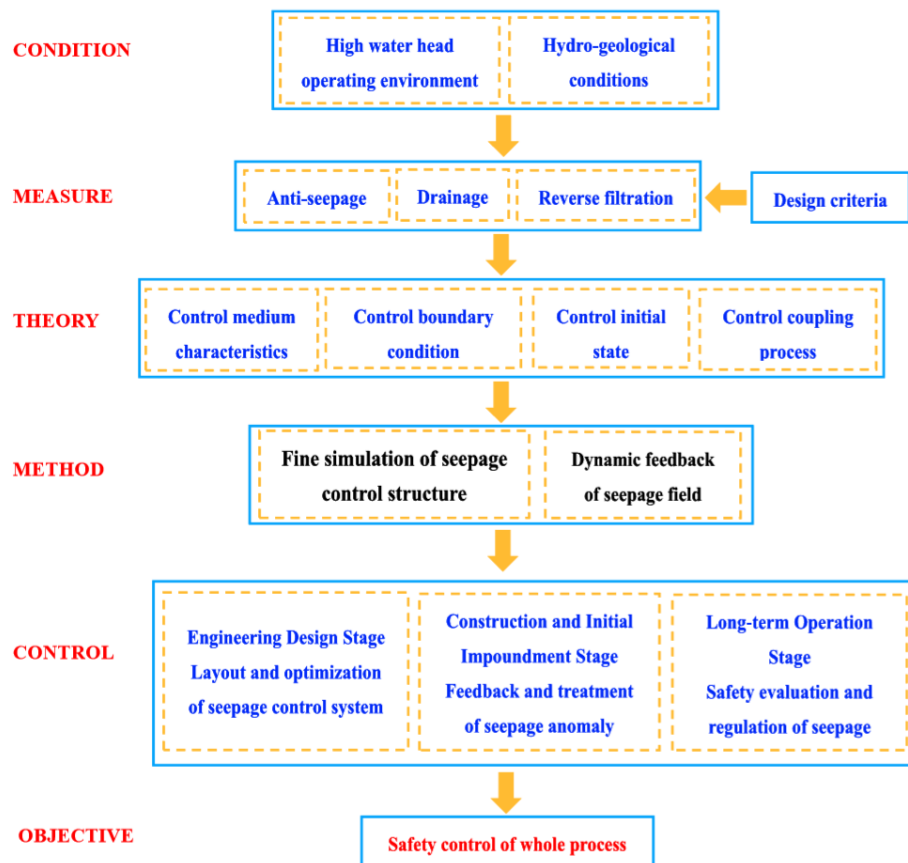 CONDITION
High water head
operating environment
Hydro-geological
conditions
MEASURE
Anti-seepage
Drainage
Reverse filtration
Design criteria
THEORY
Control medium
characteristics
Control boundary
condition
Control initial
state
Control coupling
process
METHOD
Fine simulation of seepage
control structure
Dynamic feedback
of seepage field
CONTROL
Engineering Design Stage
Layout and optimization
of seepage control system
Construction and Initial
Impoundment Stage
Feedback and treatment
of seepage anomaly
Long-term Operation
Stage
Safety evaluation and
regulation of seepage
OBJECTIVE
Safety control of whole process